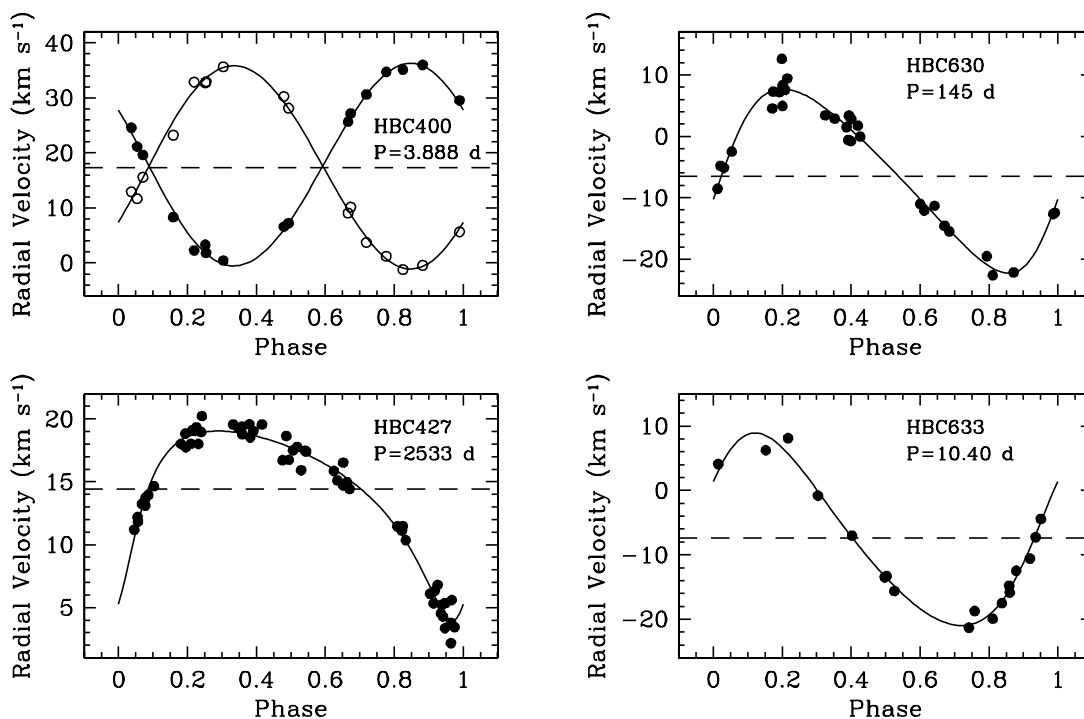 Radial Velocity (km s⁻¹)
40
30
20
10
0
HBC400
P=3.888 d
0 0.2 0.4 0.6 0.8 1
Phase
Radial Velocity (km s⁻¹)
10
0
−10
−20
HBC630
P=145 d
0 0.2 0.4 0.6 0.8 1
Phase
Radial Velocity (km s⁻¹)
20
15
10
5
HBC427
P=2533 d
0 0.2 0.4 0.6 0.8 1
Phase
Radial Velocity (km s⁻¹)
10
0
−10
−20
HBC633
P=10.40 d
0 0.2 0.4 0.6 0.8 1
Phase